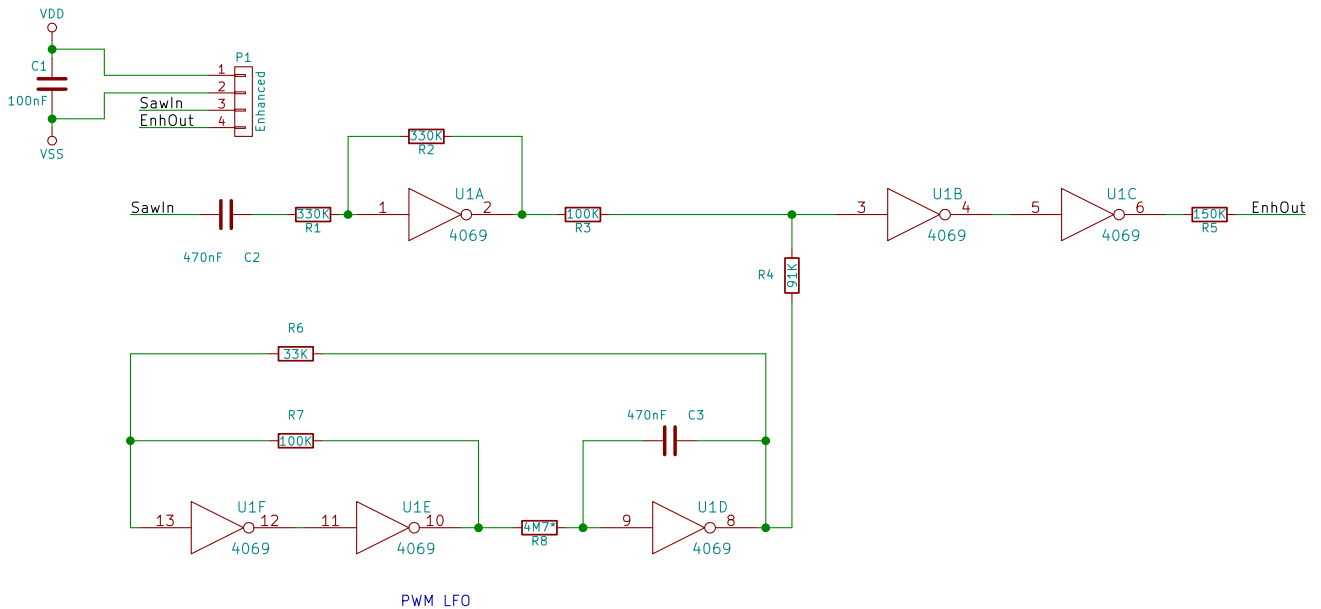 VDD
C1
100nF
VSS
P1
1
2
SawIn 3
EnhOut 4
Enhanced
330K
R2
SawIn
470nF C2
330K
R1
1
U1A
2
4069
100K
R3
3
U1B
4
4069
5
U1C
6
4069
150K
R5
EnhOut
R4
91K
R6
33K
R7
100K
470nF C3
13
U1F
12
4069
11
U1E
10
4069
4M7*
R8
9
U1D
8
4069
PWM LFO